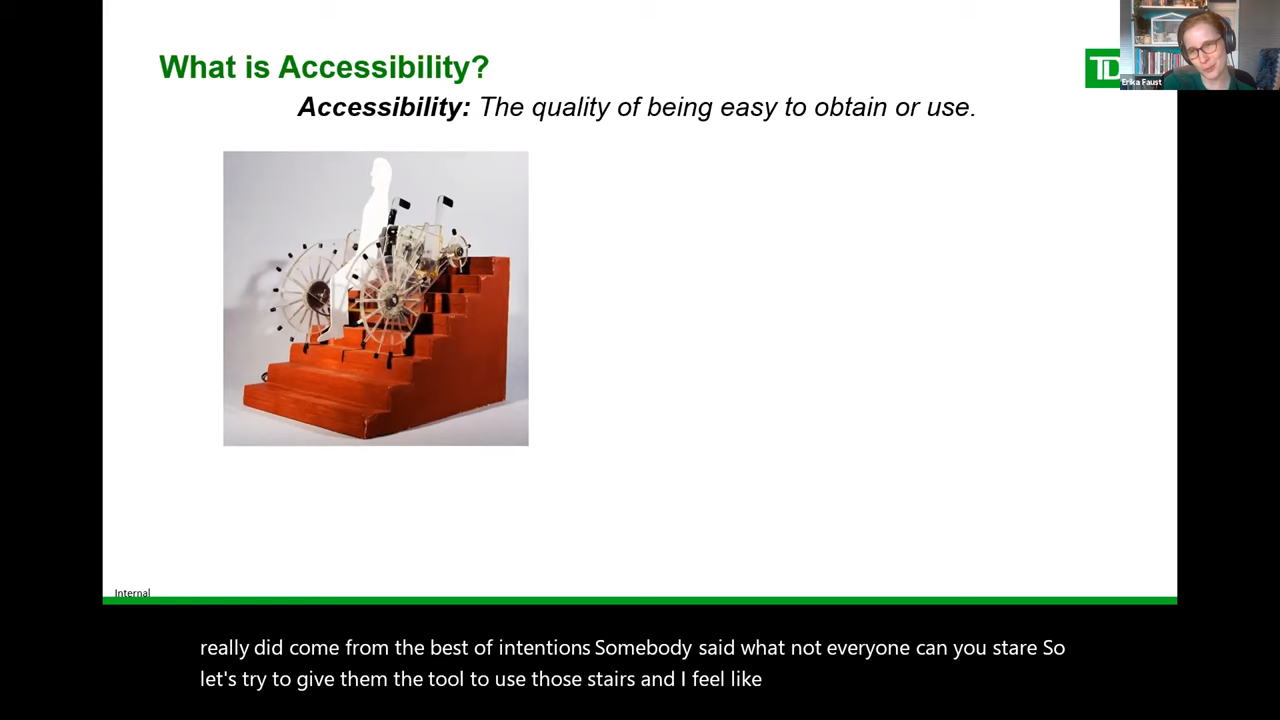 What is Accessibility?
TD
Erika Faust
Accessibility: The quality of being easy to obtain or use.
Internal
really did come from the best of intentions Somebody said what not everyone can you stare So
let's try to give them the tool to use those stairs and I feel like